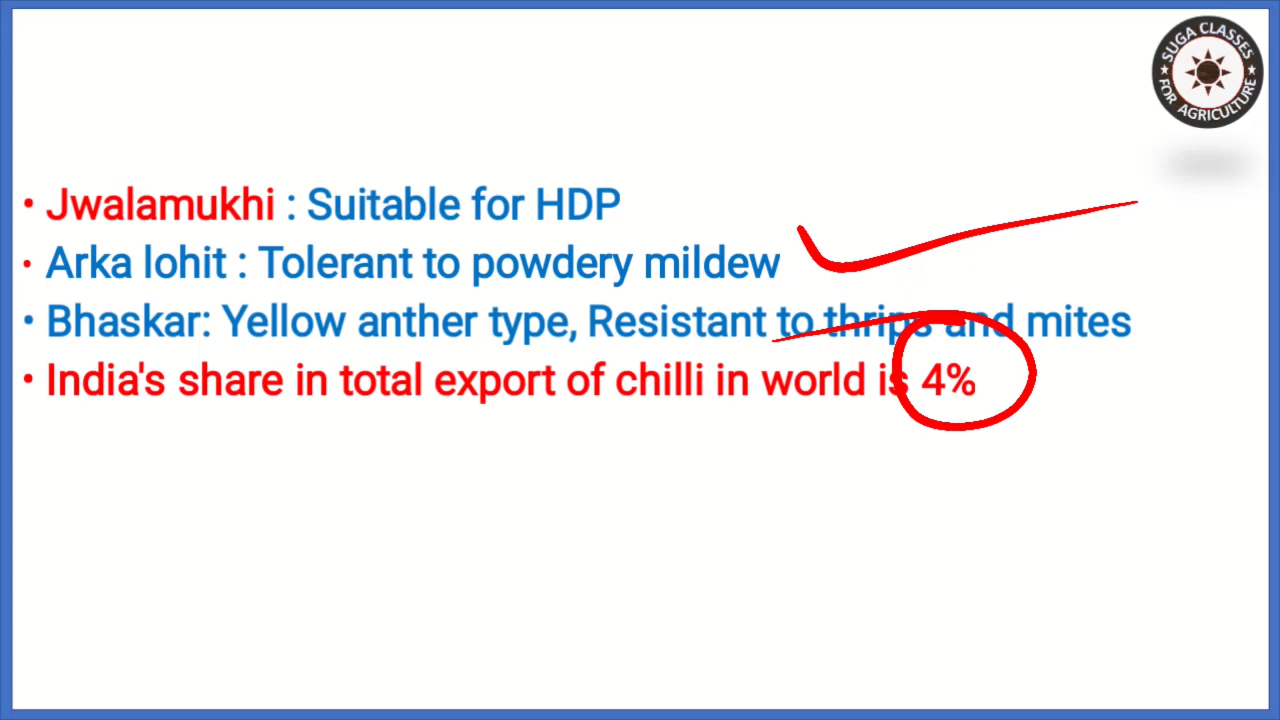 SUGA CLASSES
FOR AGRICULTURE
• Jwalamukhi : Suitable for HDP
• Arka lohit : Tolerant to powdery mildew
• Bhaskar: Yellow anther type, Resistant to thrips and mites
• India's share in total export of chilli in world is 4%